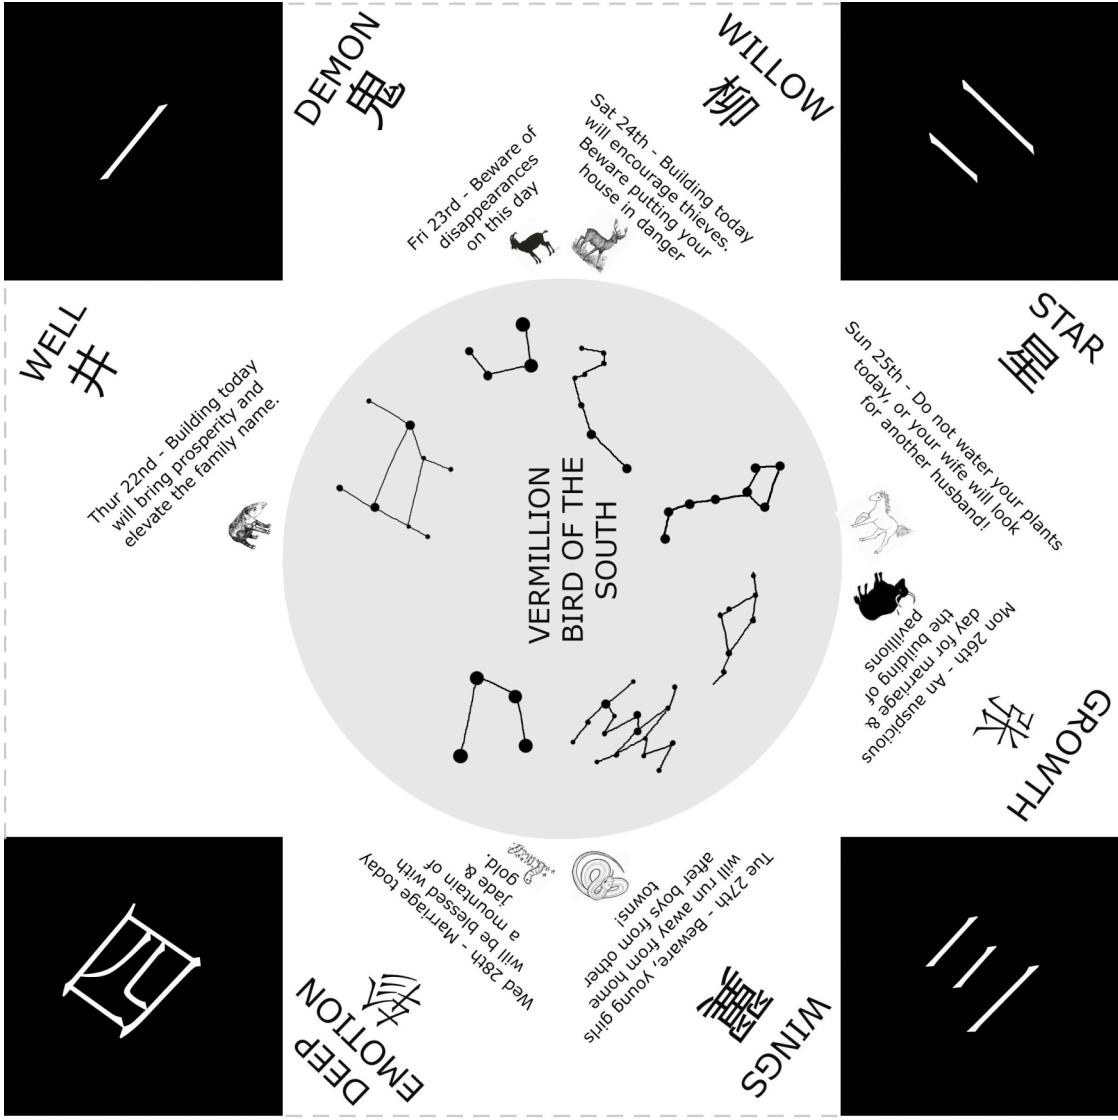 一
DEMON
鬼
Fri 23rd - Beware of
disappearances
on this day
WILLOW
柳
Sat 24th - Building today
will encourage thieves.
Beware putting your
house in danger
二
WELL
井
Thur 22nd - Building today
will bring prosperity and
elevate the family name.
STAR
星
Sun 25th - Do not water your plants
today, or your wife will look
for another husband!
VERMILLION
BIRD OF THE
SOUTH
GROWTH
张
Mon 26th - An auspicious
day for marriage &
the building of
pavillions
四
DEEP
EMOTION
轸
Wed 28th - Marriage today
will be blessed with
a mountain of
jade &
gold.
WINGS
翼
Tue 27th - Beware, young girls
will run away from home
after boys from other
towns!
三